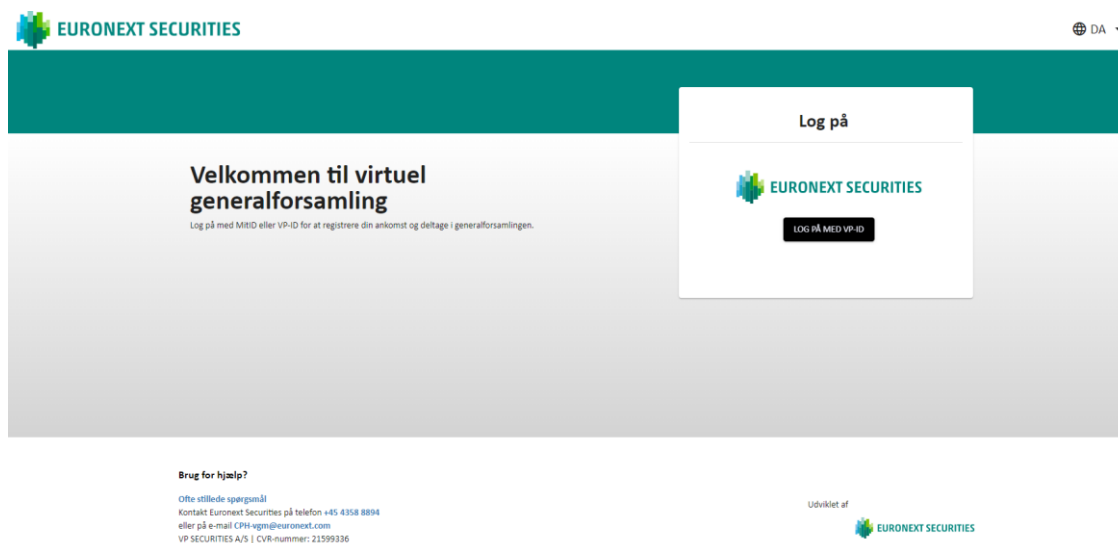 EURONEXT SECURITIES
DA
Log på
EURONEXT SECURITIES
LOG PÅ MED VP-ID
Velkommen til virtuel
generalforsamling
Log på med MitID eller VP-ID for at registrere din ankomst og deltage i generalforsamlingen.
Brug for hjælp?
Ofte stillede spørgsmål
Kontakt Euronext Securities på telefon +45 4358 8894
eller på e-mail CPH-vgm@euronext.com
VP SECURITIES A/S | CVR-nummer: 21599336
Udviklet af
EURONEXT SECURITIES